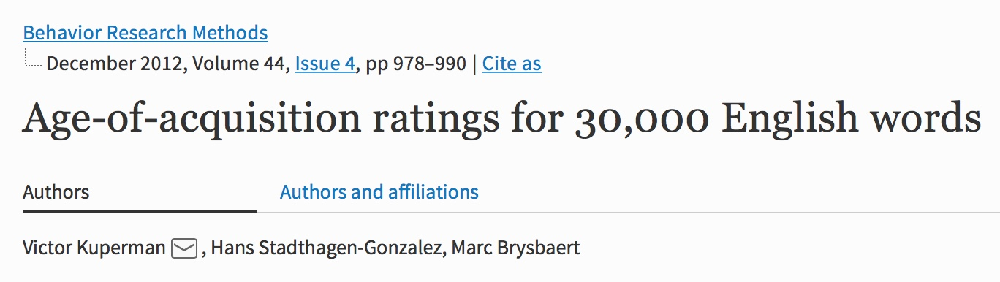 Behavior Research Methods
December 2012, Volume 44, Issue 4, pp 978–990 | Cite as
Age-of-acquisition ratings for 30,000 English words
Authors Authors and affiliations
Victor Kuperman , Hans Stadthagen-Gonzalez, Marc Brysbaert